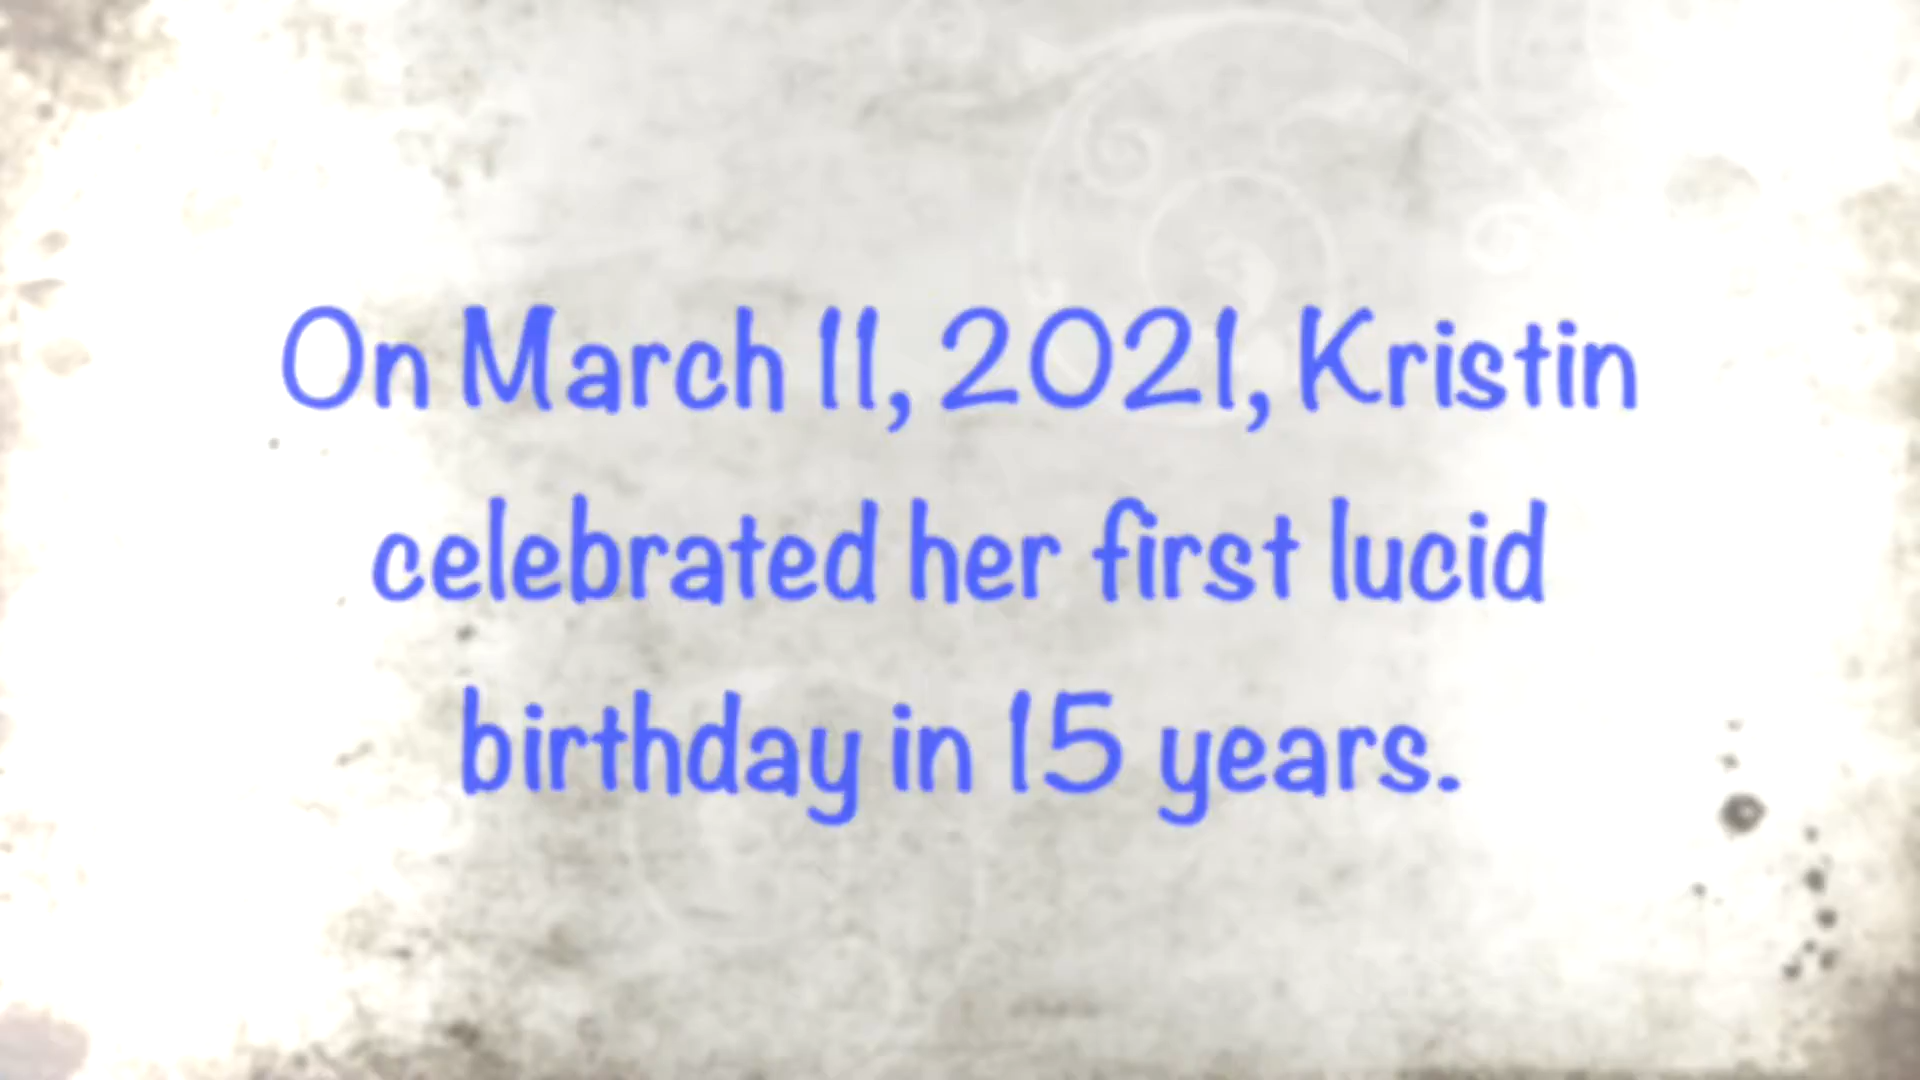 On March 11, 2021, Kristin
celebrated her first lucid
birthday in 15 years.